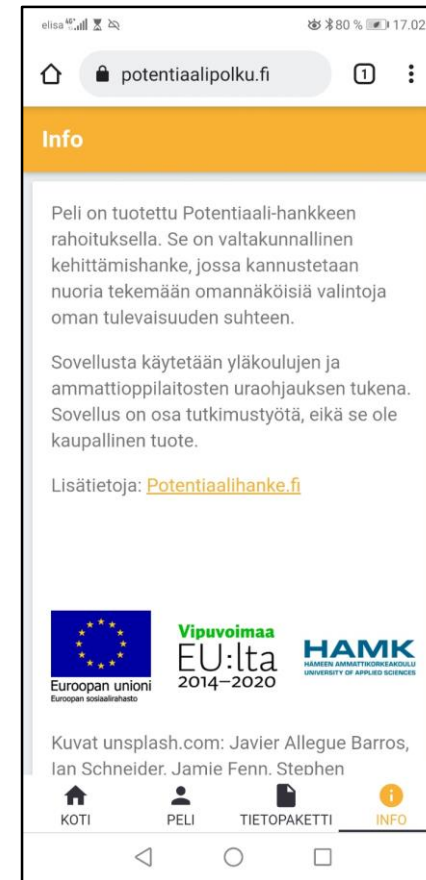 elisa 4G
80 % 17.02
potentiaalipolku.fi
1
Info
Peli on tuotettu Potentiaali-hankkeen
rahoituksella. Se on valtakunnallinen
kehittämishanke, jossa kannustetaan
nuoria tekemään omannäköisiä valintoja
oman tulevaisuuden suhteen.
Sovellusta käytetään yläkoulujen ja
ammattioppilaitosten uraohjauksen tukena.
Sovellus on osa tutkimustyötä, eikä se ole
kaupallinen tuote.
Lisätietoja: Potentiaalihanke.fi
Euroopan unioni
Euroopan sosiaalirahasto
Vipuvoimaa
EU:lta
2014–2020
HAMK
HÄMEEN AMMATTIKORKEAKOULU
UNIVERSITY OF APPLIED SCIENCES
Kuvat unsplash.com: Javier Allegue Barros,
Ian Schneider, Jamie Fenn, Stephen
KOTI
PELI
TIETOPAKETTI
INFO